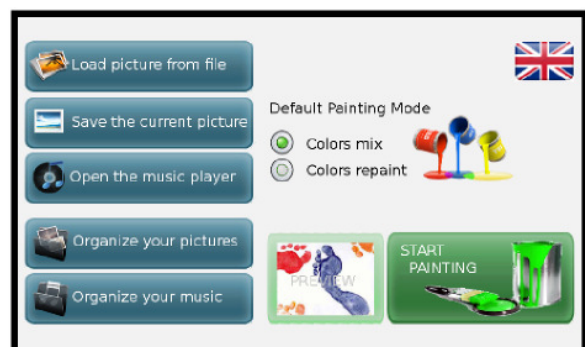 Load picture from file
Save the current picture
Open the music player
Organize your pictures
Organize your music
Default Painting Mode
Colors mix
Colors repaint
PREVIEW
START
PAINTING